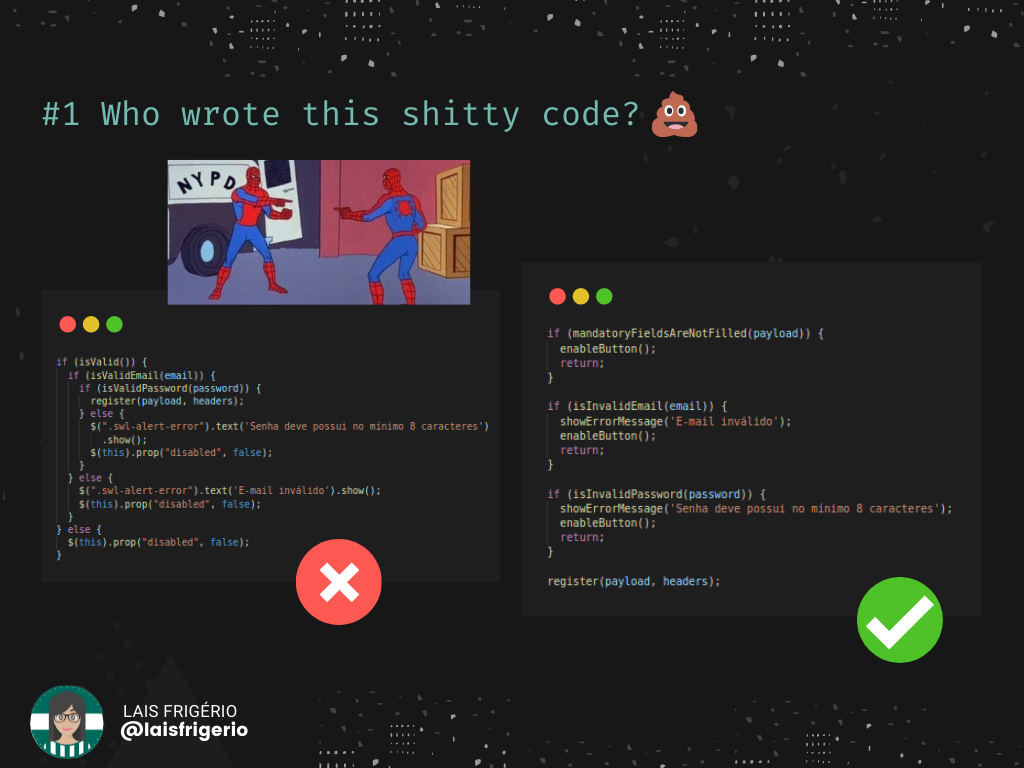 #1 Who wrote this shitty code?
NYPD
if (isValid()) {
if (isValidEmail(email)) {
if (isValidPassword(password)) {
register(payload, headers);
} else {
$(".swl-alert-error").text('Senha deve possui no mínimo 8 caracteres')
.show();
$(this).prop("disabled", false);
}
} else {
$(".swl-alert-error").text('E-mail inválido').show();
$(this).prop("disabled", false);
}
} else {
$(this).prop("disabled", false);
}
if (mandatoryFieldsAreNotFilled(payload)) {
enableButton();
return;
}
if (isInvalidEmail(email)) {
showErrorMessage('E-mail inválido');
enableButton();
return;
}
if (isInvalidPassword(password)) {
showErrorMessage('Senha deve possui no mínimo 8 caracteres');
enableButton();
return;
}
register(payload, headers);
LAIS FRIGÉRIO
@laisfrigerio